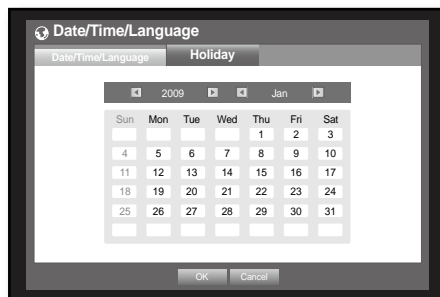 Date/Time/Language
Date/Time/Language Holiday
2009 Jan
Sun Mon Tue Wed Thu Fri Sat
1 2 3
4 5 6 7 8 9 10
11 12 13 14 15 16 17
18 19 20 21 22 23 24
25 26 27 28 29 30 31
OK Cancel